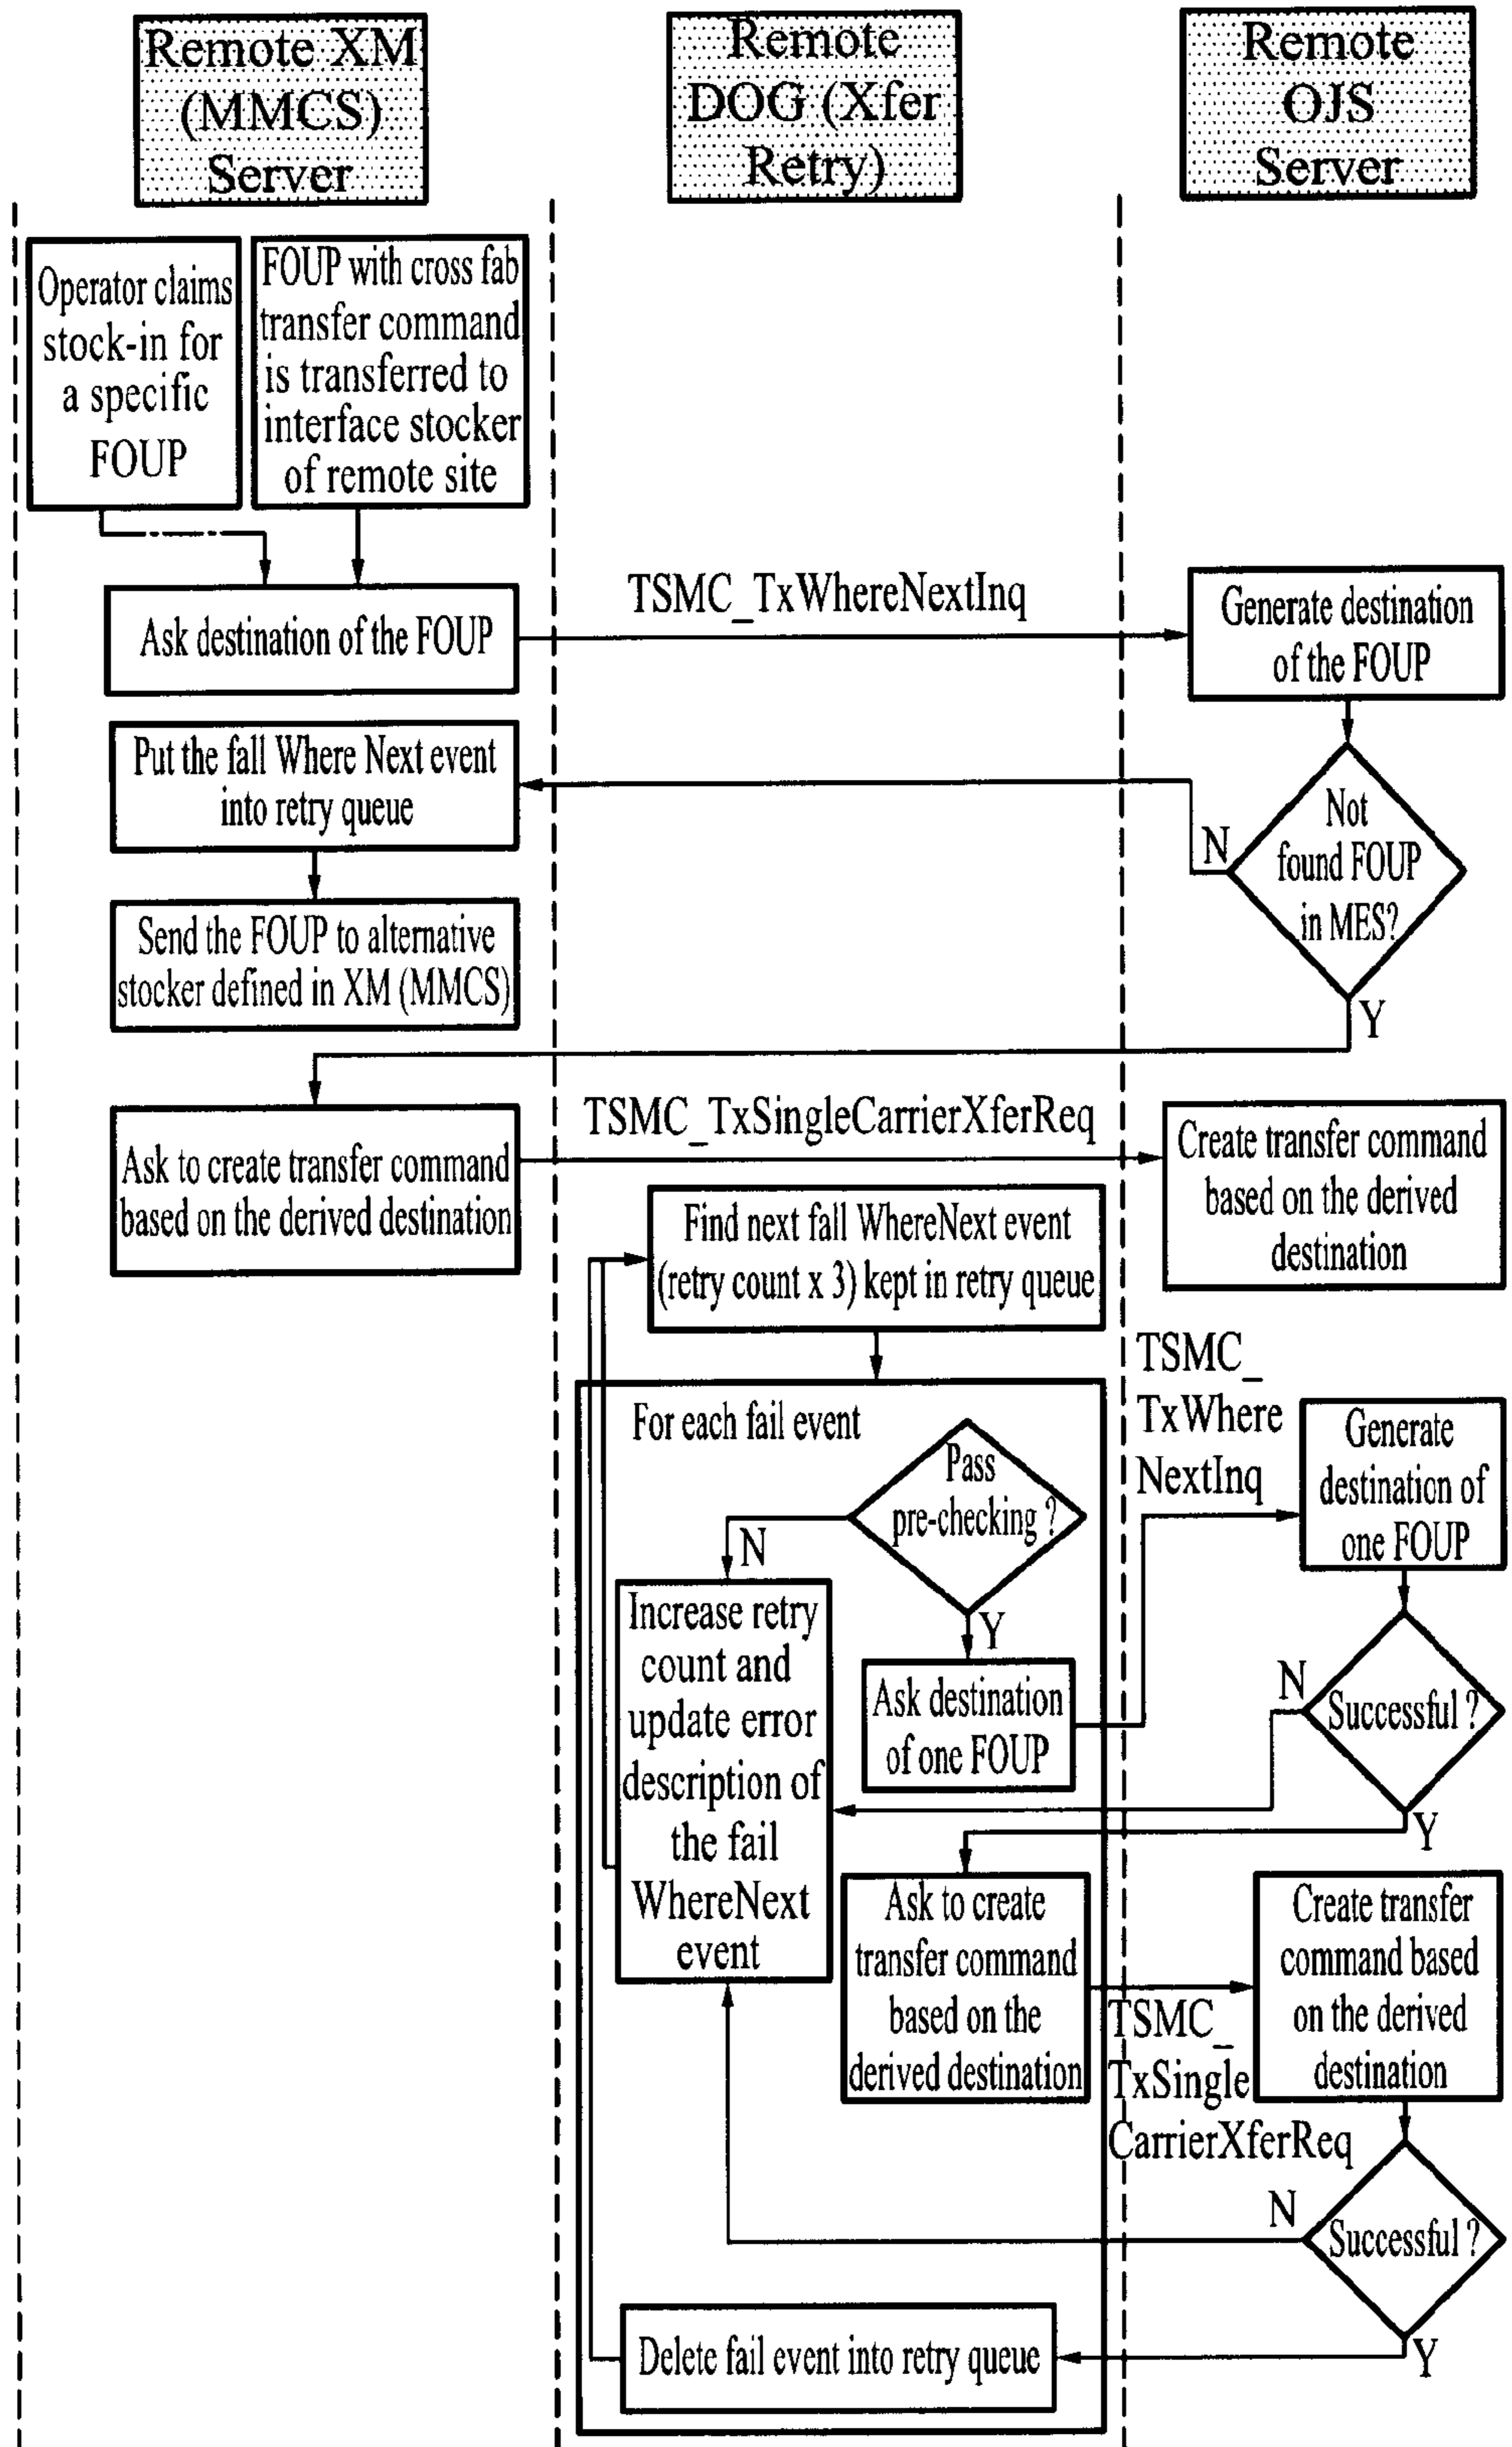 Remote XM
(MMCS)
Server
Remote
DOG (Xfer
Retry)
Remote
OJS
Server
Operator claims
stock-in for
a specific
FOUP
FOUP with cross fab
transfer command
is transferred to
interface stocker
of remote site
Ask destination of the FOUP
TSMC_TxWhereNextInq
Generate destination
of the FOUP
Put the fall Where Next event
into retry queue
N
Not
found FOUP
in MES?
Send the FOUP to alternative
stocker defined in XM (MMCS)
Y
Ask to create transfer command
based on the derived destination
TSMC_TxSingleCarrierXferReq
Create transfer command
based on the derived
destination
Find next fall WhereNext event
(retry count x 3) kept in retry queue
For each fail event
Pass
pre-checking ?
N
Y
TSMC_
TxWhere
NextInq
Generate
destination of
one FOUP
Increase retry
count and
update error
description of
the fail
WhereNext
event
Ask destination
of one FOUP
N
Successful ?
Y
Ask to create
transfer command
based on the
derived destination
TSMC_
TxSingle
CarrierXferReq
Create transfer
command based
on the derived
destination
N
Successful ?
Y
Delete fail event into retry queue